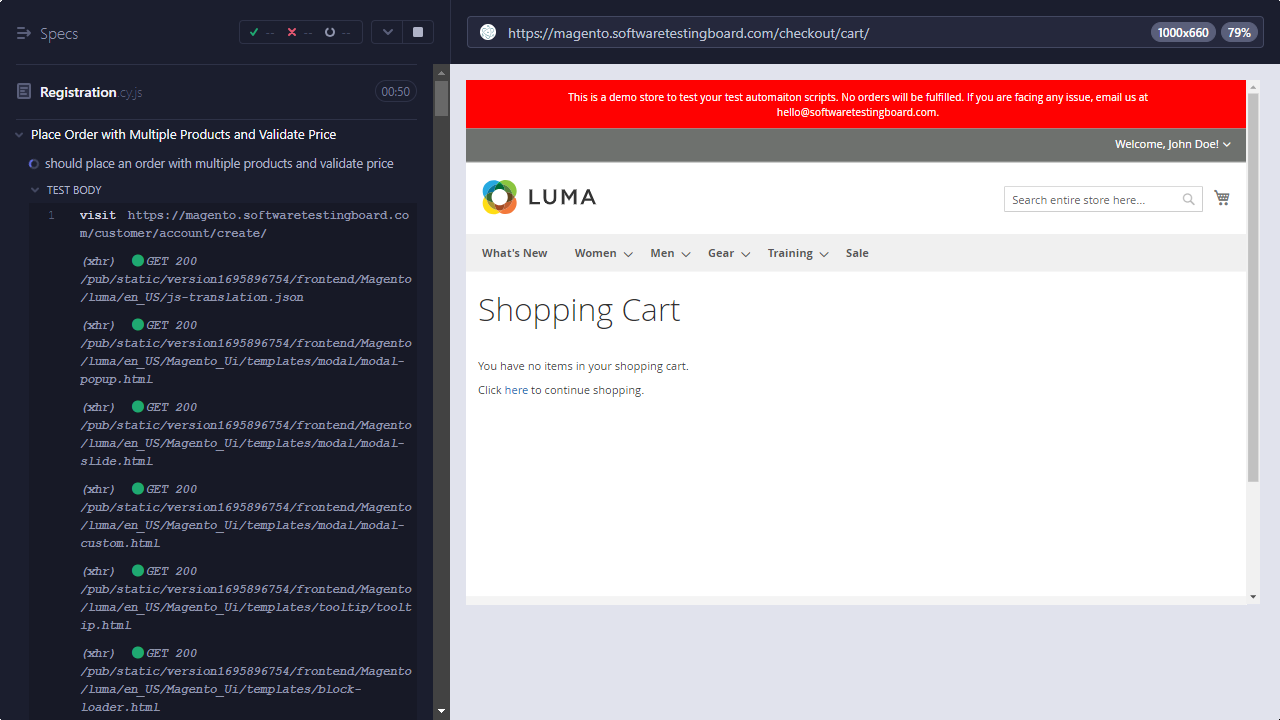 Specs
-- -- --
Registration.cy.js
00:50
Place Order with Multiple Products and Validate Price
should place an order with multiple products and validate price
TEST BODY
1 visit https://magento.softwaretestingboard.co
m/customer/account/create/
(xhr) GET 200
/pub/static/version1695896754/frontend/Magento
/luma/en_US/js-translation.json
(xhr) GET 200
/pub/static/version1695896754/frontend/Magento
/luma/en_US/Magento_Ui/templates/modal/modal-
popup.html
(xhr) GET 200
/pub/static/version1695896754/frontend/Magento
/luma/en_US/Magento_Ui/templates/modal/modal-
slide.html
(xhr) GET 200
/pub/static/version1695896754/frontend/Magento
/luma/en_US/Magento_Ui/templates/modal/modal-
custom.html
(xhr) GET 200
/pub/static/version1695896754/frontend/Magento
/luma/en_US/Magento_Ui/templates/tooltip/toolt
ip.html
(xhr) GET 200
/pub/static/version1695896754/frontend/Magento
/luma/en_US/Magento_Ui/templates/block-
loader.html
https://magento.softwaretestingboard.com/checkout/cart/
1000x660
79%
This is a demo store to test your test automaiton scripts. No orders will be fulfilled. If you are facing any issue, email us at
hello@softwaretestingboard.com.
Welcome, John Doe!
LUMA
Search entire store here...
What's New Women Men Gear Training Sale
Shopping Cart
You have no items in your shopping cart.
Click here to continue shopping.